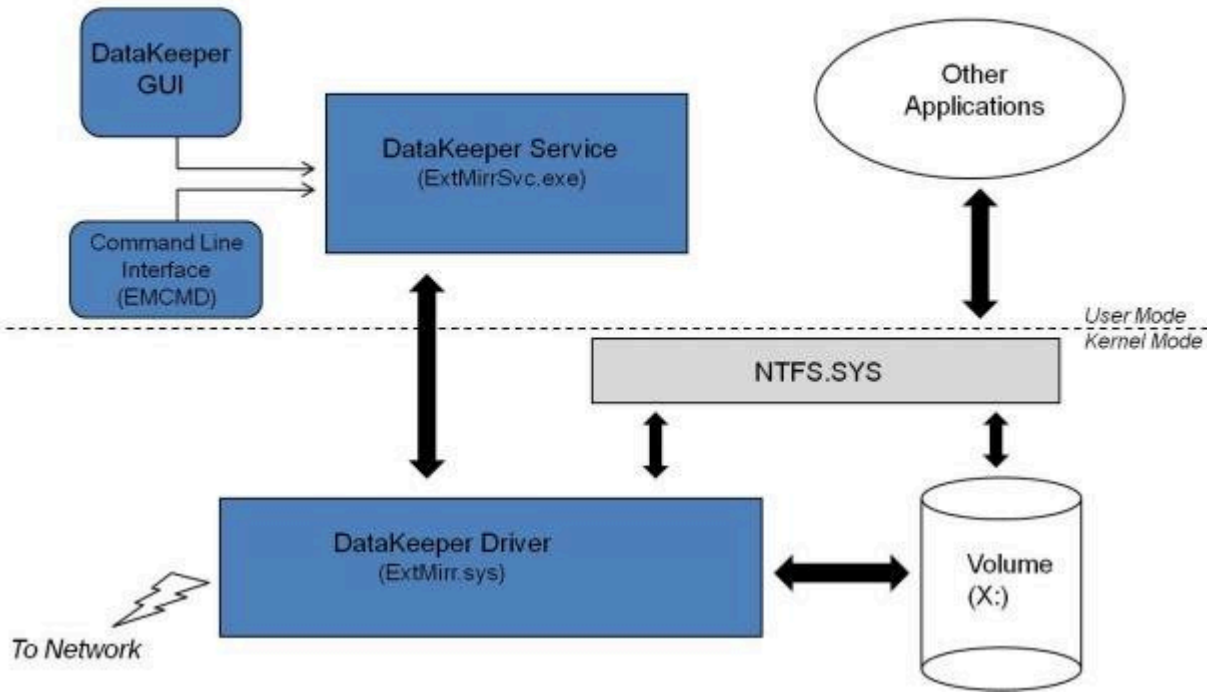 DataKeeper
GUI
DataKeeper Service
(ExtMirrSvc.exe)
Other
Applications
Command Line
Interface
(EMCMD)
User Mode
Kernel Mode
NTFS.SYS
DataKeeper Driver
(ExtMirr.sys)
Volume
(X:)
To Network